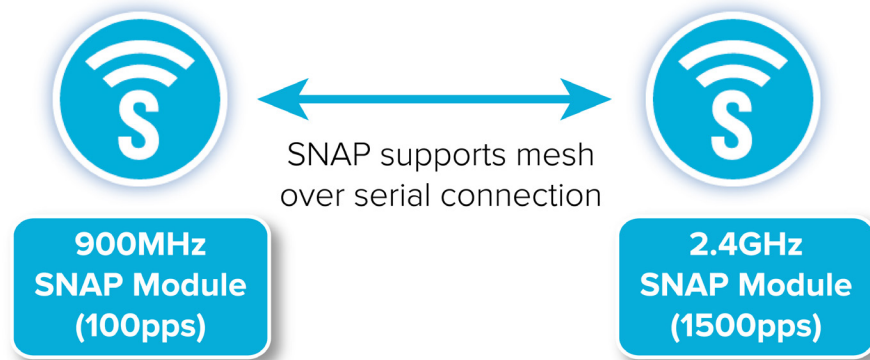 S
S
SNAP supports mesh
over serial connection
900MHz
SNAP Module
(100pps)
2.4GHz
SNAP Module
(1500pps)